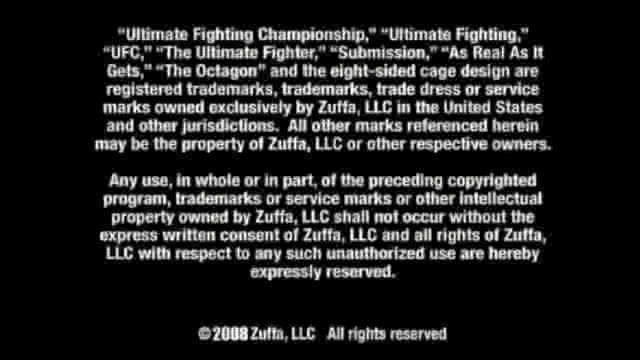 “Ultimate Fighting Championship,” “Ultimate Fighting,”
“UFC,” “The Ultimate Fighter,” “Submission,” “As Real As It
Gets,” “The Octagon” and the eight-sided cage design are
registered trademarks, trademarks, trade dress or service
marks owned exclusively by Zuffa, LLC in the United States
and other jurisdictions.  All other marks referenced herein
may be the property of Zuffa, LLC or other respective owners.
Any use, in whole or in part, of the preceding copyrighted
program, trademarks or service marks or other intellectual
property owned by Zuffa, LLC shall not occur without the
express written consent of Zuffa, LLC and all rights of Zuffa,
LLC with respect to any such unauthorized use are hereby
expressly reserved.
©2008 Zuffa, LLC   All rights reserved